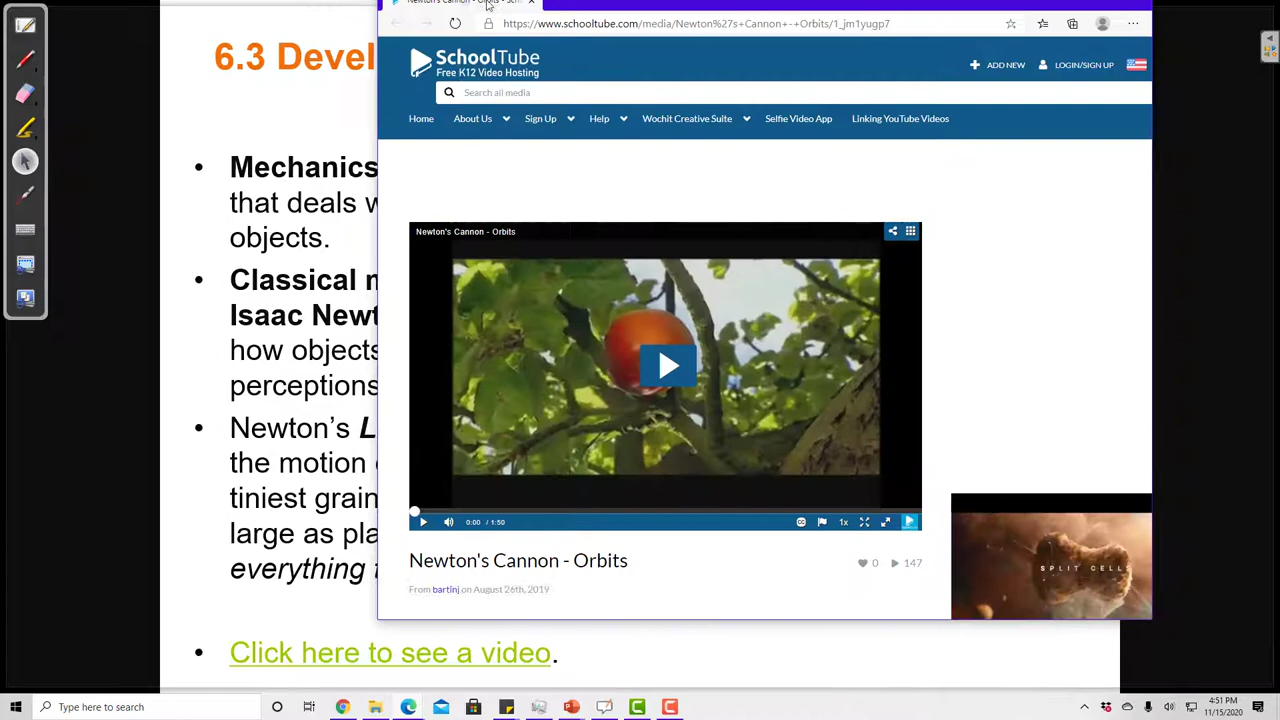 Newton's Cannon - Orbits - Sch
https://www.schooltube.com/media/Newton%27s+Cannon+-+Orbits/1_jm1yugp7
6.3 Devel
SchoolTube
Free K12 Video Hosting
ADD NEW
LOGIN/SIGN UP
Search all media
Home
About Us
Sign Up
Help
Wochit Creative Suite
Selfie Video App
Linking YouTube Videos
• Mechanics
that deals w
objects.
• Classical m
Isaac Newt
how objects
perceptions
• Newton's L
the motion
tiniest grain
large as pla
everything t
• Click here to see a video.
Newton's Cannon - Orbits
0:00 / 1:50
1x
Newton's Cannon - Orbits
0
147
From bartinj on August 26th, 2019
SPLIT CELLS
Type here to search
4:51 PM
11/15/2020